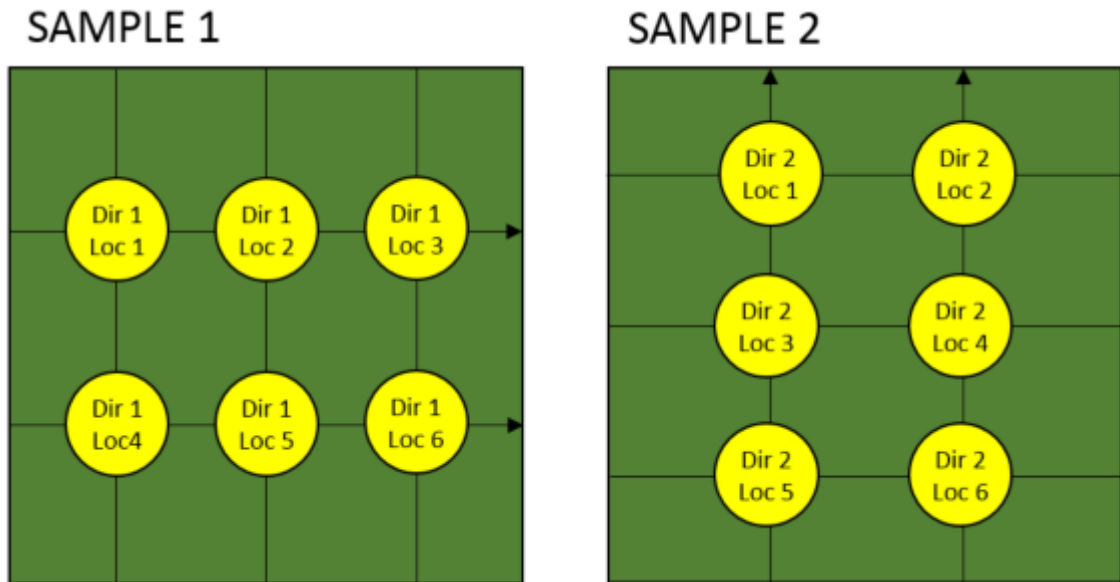 SAMPLE 1
SAMPLE 2
Dir 1
Loc 1
Dir 1
Loc 2
Dir 1
Loc 3
Dir 1
Loc4
Dir 1
Loc 5
Dir 1
Loc 6
Dir 2
Loc 1
Dir 2
Loc 2
Dir 2
Loc 3
Dir 2
Loc 4
Dir 2
Loc 5
Dir 2
Loc 6